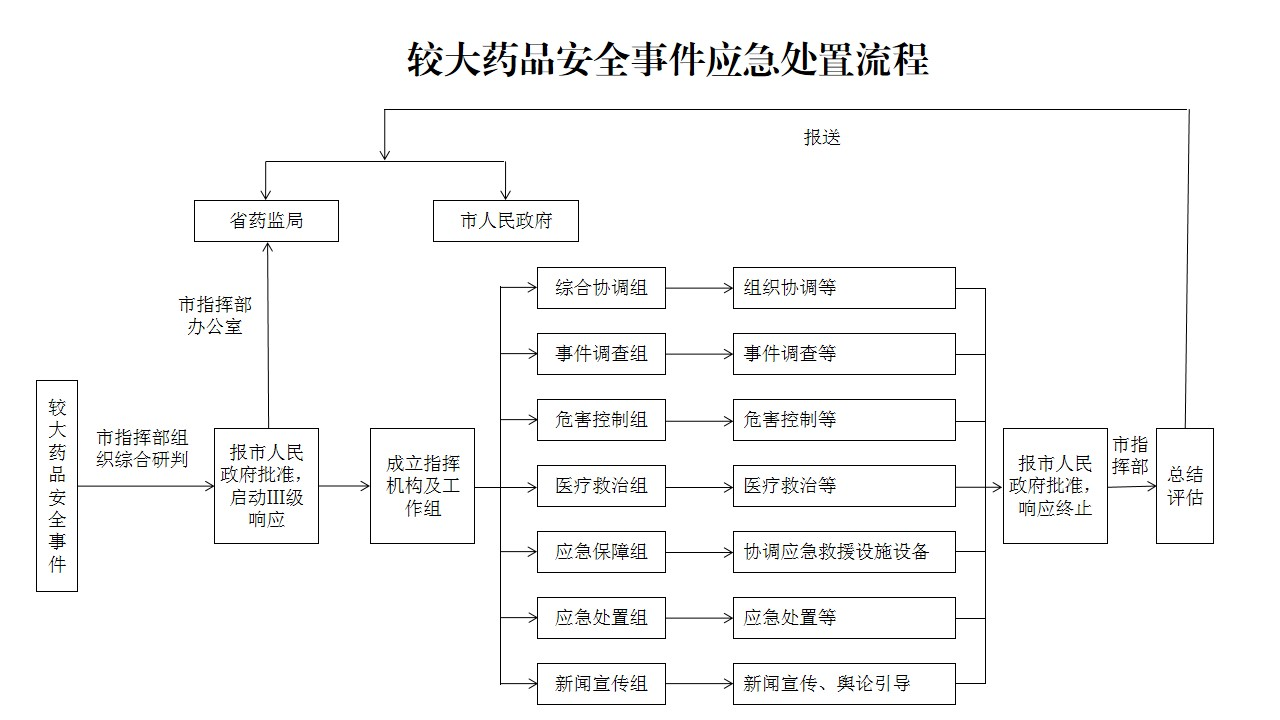 较大药品安全事件应急处置流程
报送
省药监局
市人民政府
市指挥部
办公室
较
大
药
品
安
全
事
件
市指挥部组
织综合研判
报市人民
政府批准，
启动III级
响应
成立指挥
机构及工
作组
综合协调组
组织协调等
事件调查组
事件调查等
危害控制组
危害控制等
医疗救治组
医疗救治等
应急保障组
协调应急救援设施设备
应急处置组
应急处置等
新闻宣传组
新闻宣传、舆论引导
报市人民
政府批准，
响应终止
市指
挥部
总结
评估